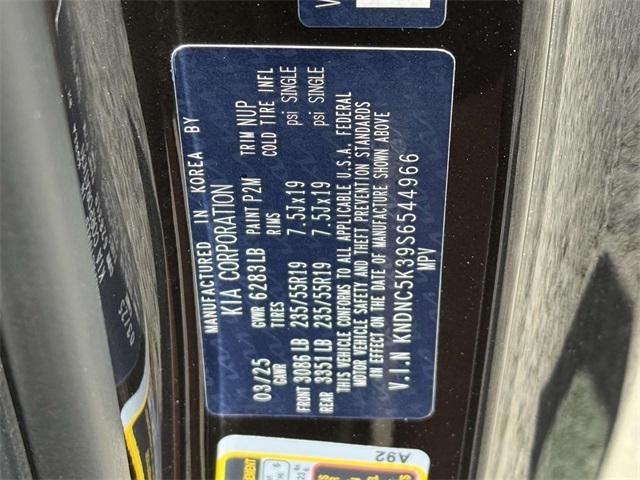 MANUFACTURED IN KOREA BY
KIA CORPORATION
03/25 GWR 6283LB PAINT P2M TRIM NUP
GAWR TIRES RIMS COLD TIRE INFL
FRONT 3086 LB 235/55R19 7.5Jx19 psi SINGLE
REAR 3351 LB 235/55R19 7.5Jx19 psi SINGLE
THIS VEHICLE CONFORMS TO ALL APPLICABLE U.S.A. FEDERAL
MOTOR VEHICLE SAFETY AND THEFT PREVENTION STANDARDS
IN EFFECT ON THE DATE OF MANUFACTURE SHOWN ABOVE
V.I.N KNDNC5K39S6544966
MPV
A92